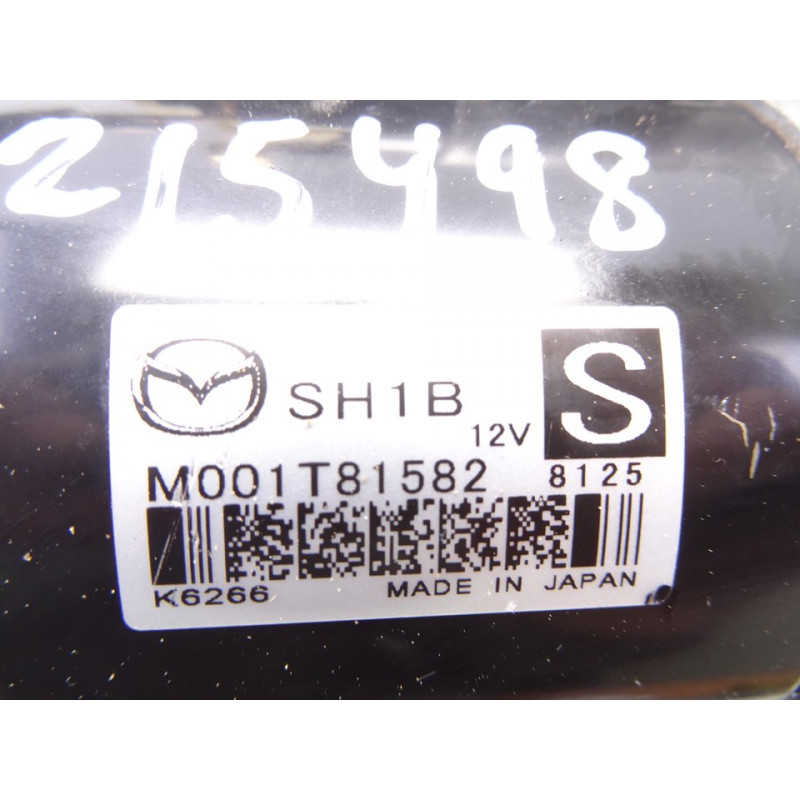 215498
SH1B
12V
S
M001T81582 8125
K6266 MADE IN JAPAN